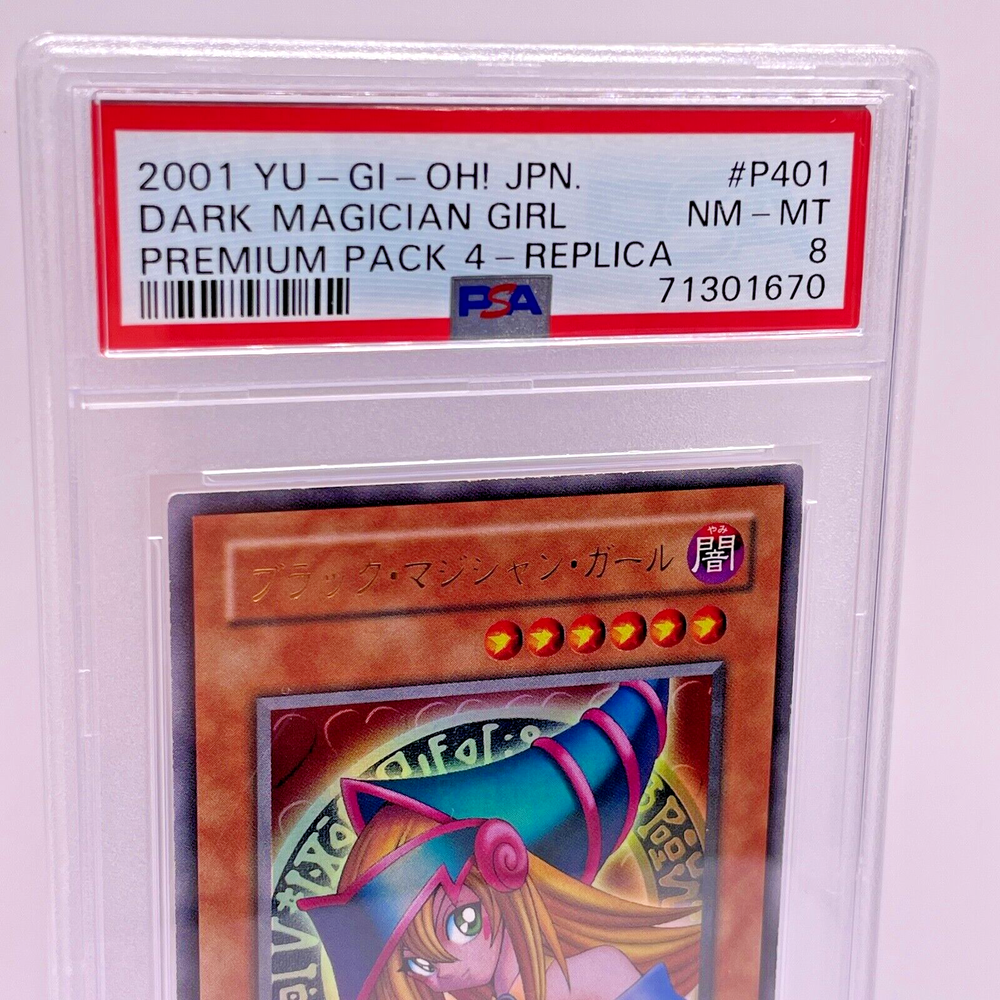 2001 YU-GI-OH! JPN. #P401
DARK MAGICIAN GIRL NM-MT
PREMIUM PACK 4-REPLICA 8
PSA 71301670
ブラック・マジシャン・ガール
やみ
闇